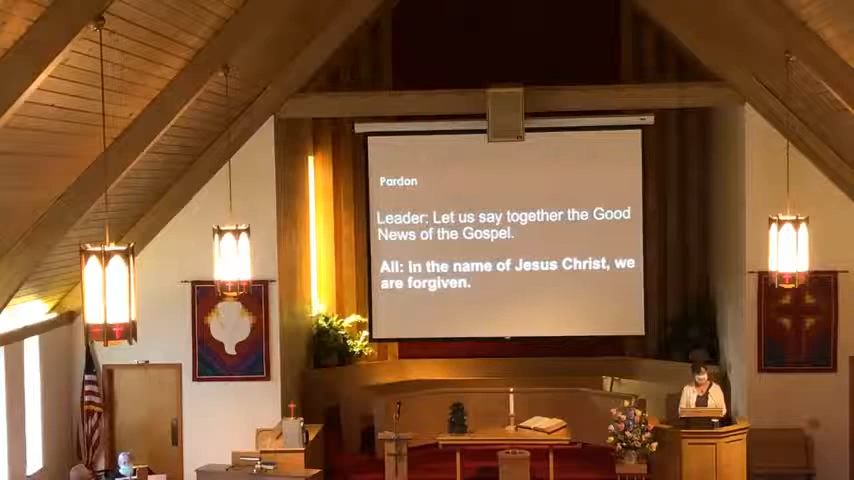 Pardon
Leader: Let us say together the Good
News of the Gospel.
All: In the name of Jesus Christ, we
are forgiven.